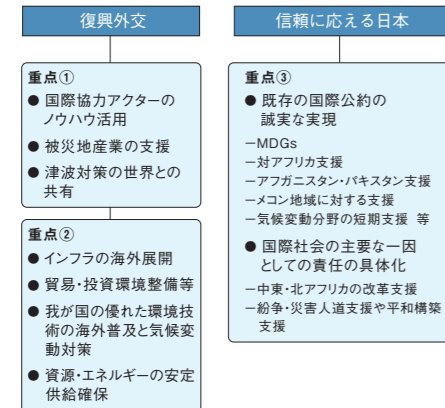 復興外交
重点①
● 国際協力アクターの
ノウハウ活用
● 被災地産業の支援
● 津波対策の世界との
共有
重点②
● インフラの海外展開
● 貿易・投資環境整備等
● 我が国の優れた環境技
術の海外普及と気候変
動対策
● 資源・エネルギーの安定
供給確保
信頼に応える日本
重点③
● 既存の国際公約の
誠実な実現
－MDGs
－対アフリカ支援
－アフガニスタン・パキスタン支援
－メコン地域に対する支援
－気候変動分野の短期支援 等
● 国際社会の主要な一因
としての責任の具体化
－中東・北アフリカの改革支援
－紛争・災害人道支援や平和構築
支援